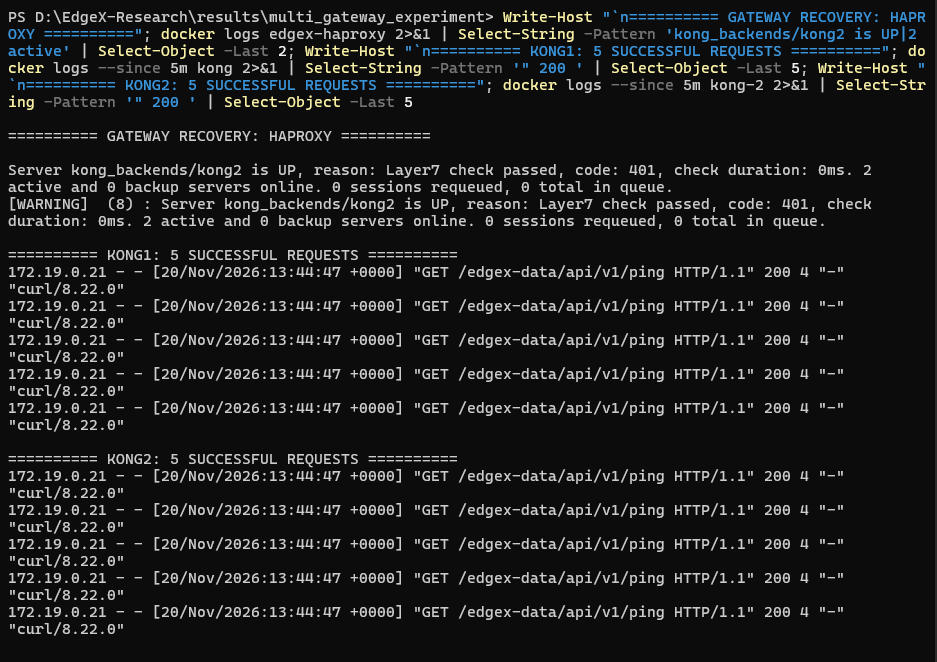 PS D:\EdgeX-Research\results\multi_gateway_experiment> Write-Host "`n========== GATEWAY RECOVERY: HAPR
OXY =========="; docker logs edgex-haproxy 2>&1 | Select-String -Pattern 'kong_backends/kong2 is UP|2
active' | Select-Object -Last 2; Write-Host "`n========== KONG1: 5 SUCCESSFUL REQUESTS =========="; do
cker logs --since 5m kong 2>&1 | Select-String -Pattern '" 200 ' | Select-Object -Last 5; Write-Host "
`n========== KONG2: 5 SUCCESSFUL REQUESTS =========="; docker logs --since 5m kong-2 2>&1 | Select-Str
ing -Pattern '" 200 ' | Select-Object -Last 5
========== GATEWAY RECOVERY: HAPROXY ==========
Server kong_backends/kong2 is UP, reason: Layer7 check passed, code: 401, check duration: 0ms. 2
active and 0 backup servers online. 0 sessions requeued, 0 total in queue.
[WARNING]  (8) : Server kong_backends/kong2 is UP, reason: Layer7 check passed, code: 401, check
duration: 0ms. 2 active and 0 backup servers online. 0 sessions requeued, 0 total in queue.
========== KONG1: 5 SUCCESSFUL REQUESTS ==========
172.19.0.21 - - [20/Nov/2026:13:44:47 +0000] "GET /edgex-data/api/v1/ping HTTP/1.1" 200 4 "-"
"curl/8.22.0"
172.19.0.21 - - [20/Nov/2026:13:44:47 +0000] "GET /edgex-data/api/v1/ping HTTP/1.1" 200 4 "-"
"curl/8.22.0"
172.19.0.21 - - [20/Nov/2026:13:44:47 +0000] "GET /edgex-data/api/v1/ping HTTP/1.1" 200 4 "-"
"curl/8.22.0"
172.19.0.21 - - [20/Nov/2026:13:44:47 +0000] "GET /edgex-data/api/v1/ping HTTP/1.1" 200 4 "-"
"curl/8.22.0"
172.19.0.21 - - [20/Nov/2026:13:44:47 +0000] "GET /edgex-data/api/v1/ping HTTP/1.1" 200 4 "-"
"curl/8.22.0"
========== KONG2: 5 SUCCESSFUL REQUESTS ==========
172.19.0.21 - - [20/Nov/2026:13:44:47 +0000] "GET /edgex-data/api/v1/ping HTTP/1.1" 200 4 "-"
"curl/8.22.0"
172.19.0.21 - - [20/Nov/2026:13:44:47 +0000] "GET /edgex-data/api/v1/ping HTTP/1.1" 200 4 "-"
"curl/8.22.0"
172.19.0.21 - - [20/Nov/2026:13:44:47 +0000] "GET /edgex-data/api/v1/ping HTTP/1.1" 200 4 "-"
"curl/8.22.0"
172.19.0.21 - - [20/Nov/2026:13:44:47 +0000] "GET /edgex-data/api/v1/ping HTTP/1.1" 200 4 "-"
"curl/8.22.0"
172.19.0.21 - - [20/Nov/2026:13:44:47 +0000] "GET /edgex-data/api/v1/ping HTTP/1.1" 200 4 "-"
"curl/8.22.0"